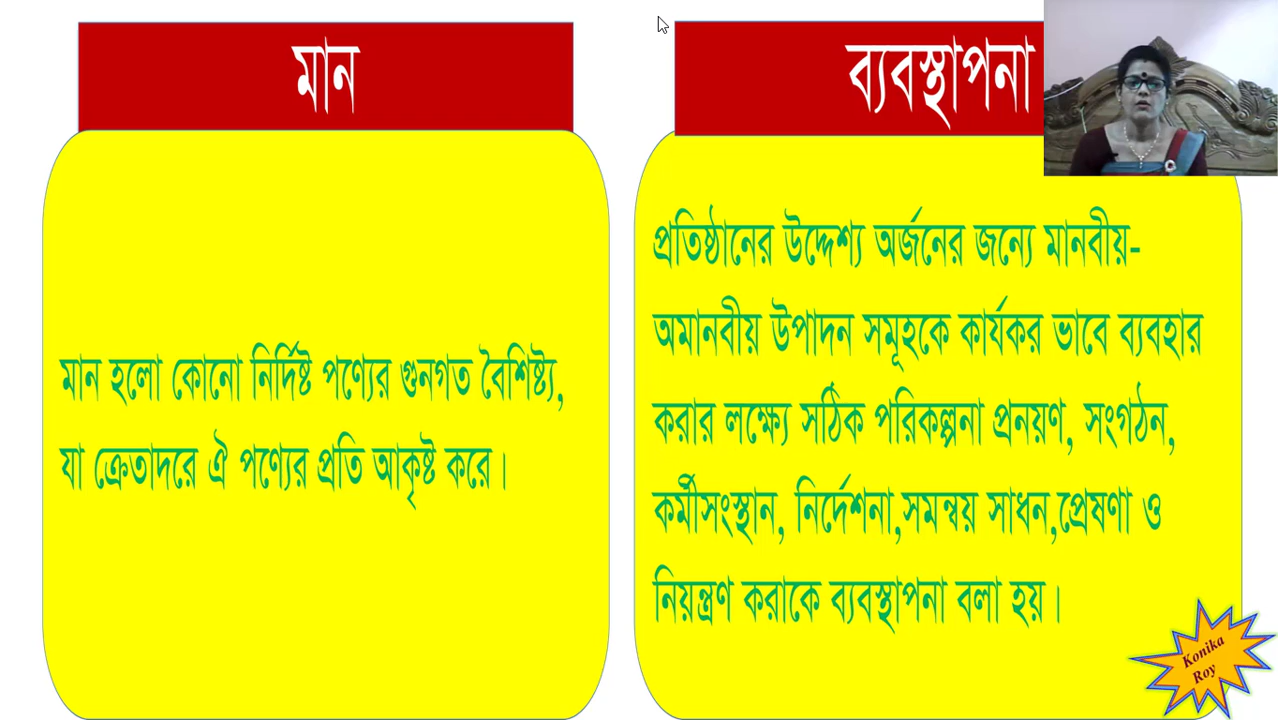 মান
মান হলো কোনো নির্দিষ্ট পণ্যের গুনগত বৈশিষ্ট্য,
যা ক্রেতাদরে ঐ পণ্যের প্রতি আকৃষ্ট করে।
ব্যবস্থাপনা
প্রতিষ্ঠানের উদ্দেশ্য অর্জনের জন্যে মানবীয়-
অমানবীয় উপাদন সমূহকে কার্যকর ভাবে ব্যবহার
করার লক্ষ্যে সঠিক পরিকল্পনা প্রনয়ণ, সংগঠন,
কর্মীসংস্থান, নির্দেশনা,সমন্বয় সাধন,প্রেষণা ও
নিয়ন্ত্রণ করাকে ব্যবস্থাপনা বলা হয়।
Konika
Roy